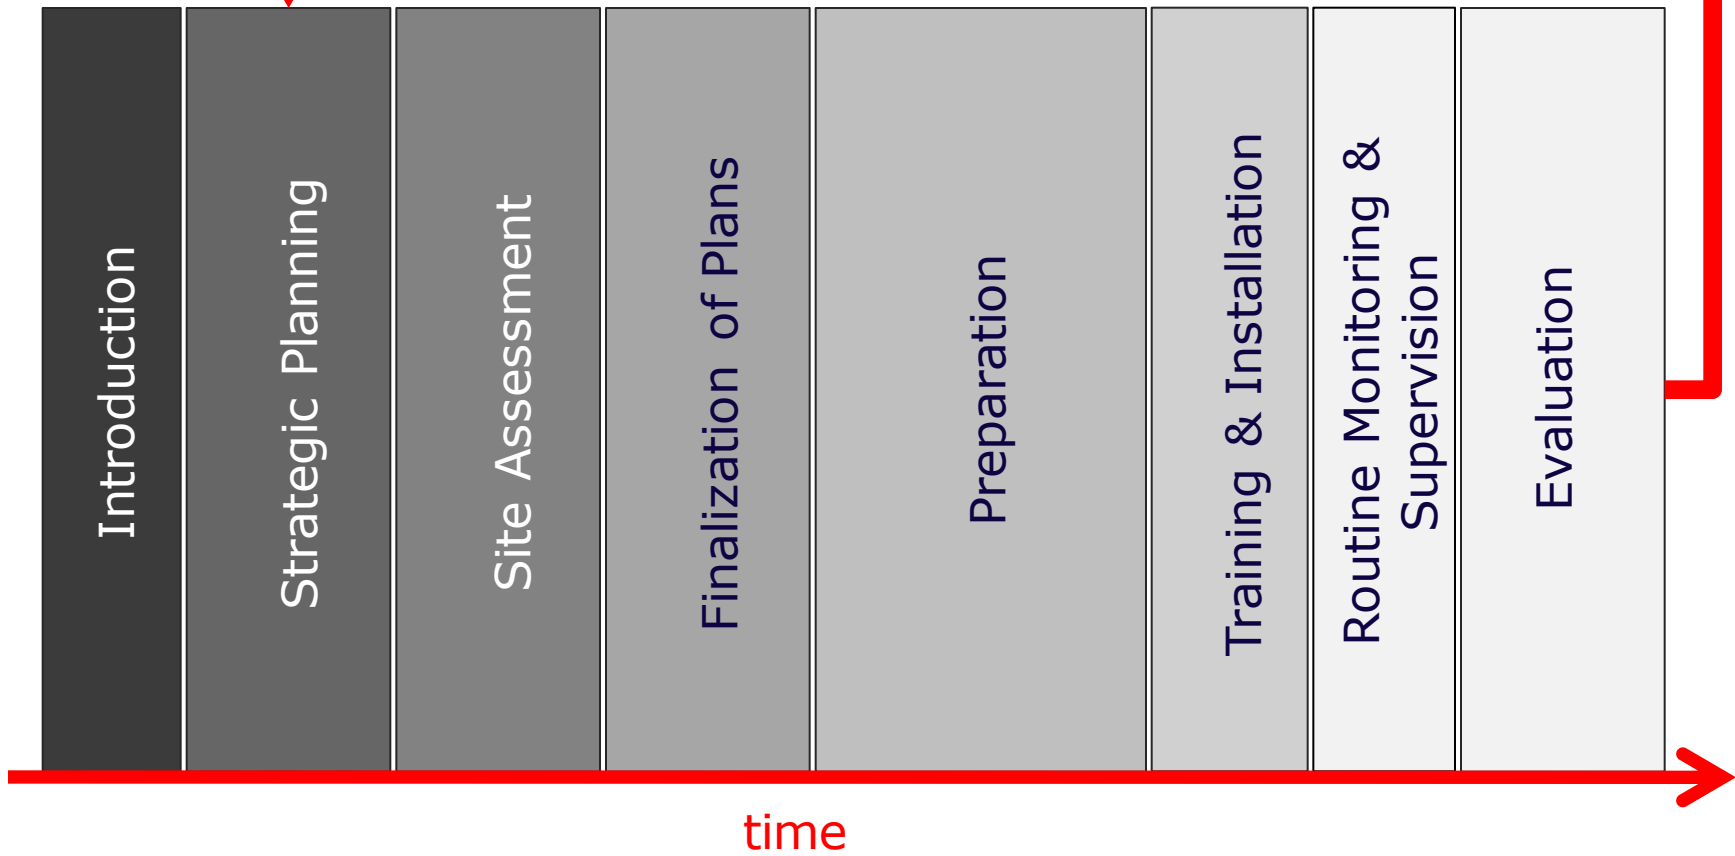 Introduction
Strategic Planning
Site Assessment
Finalization of Plans
Preparation
Training & Installation
Routine Monitoring &
Supervision
Evaluation
time